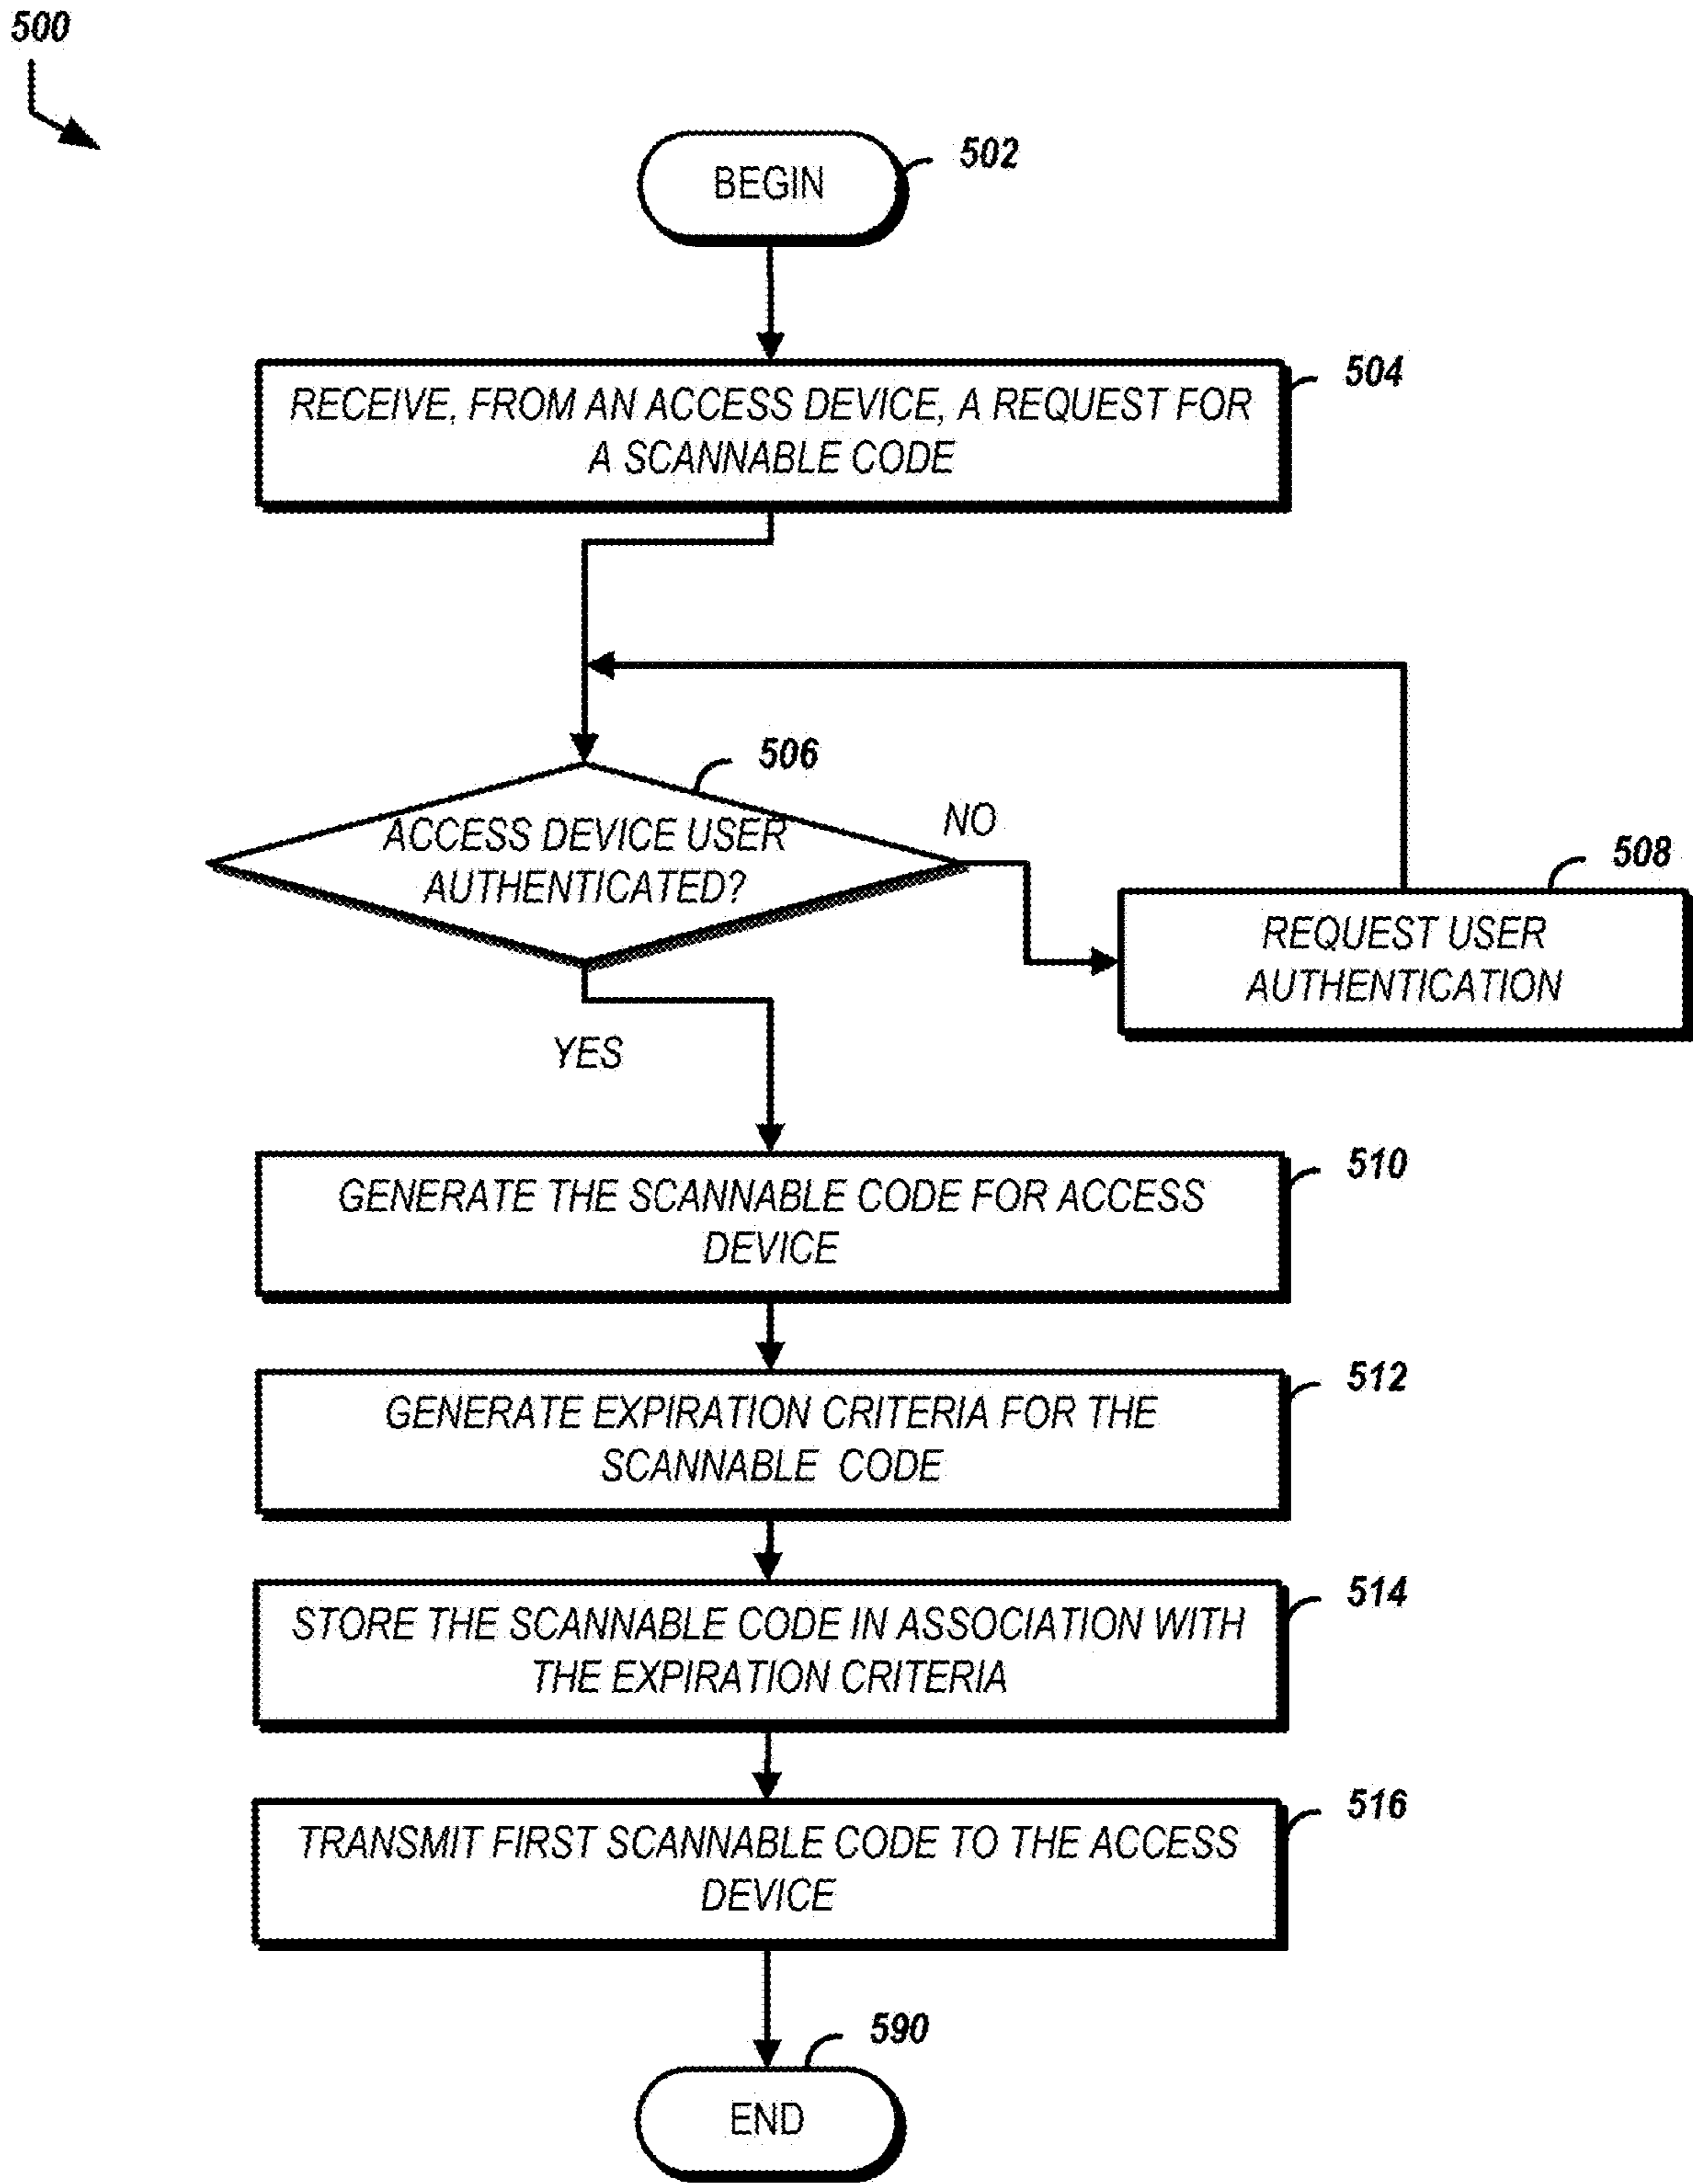 500
BEGIN
502
504
RECEIVE, FROM AN ACCESS DEVICE, A REQUEST FOR
A SCANNABLE CODE
506
ACCESS DEVICE USER
AUTHENTICATED?
NO
508
REQUEST USER
AUTHENTICATION
YES
510
GENERATE THE SCANNABLE CODE FOR ACCESS
DEVICE
512
GENERATE EXPIRATION CRITERIA FOR THE
SCANNABLE CODE
514
STORE THE SCANNABLE CODE IN ASSOCIATION WITH
THE EXPIRATION CRITERIA
516
TRANSMIT FIRST SCANNABLE CODE TO THE ACCESS
DEVICE
590
END